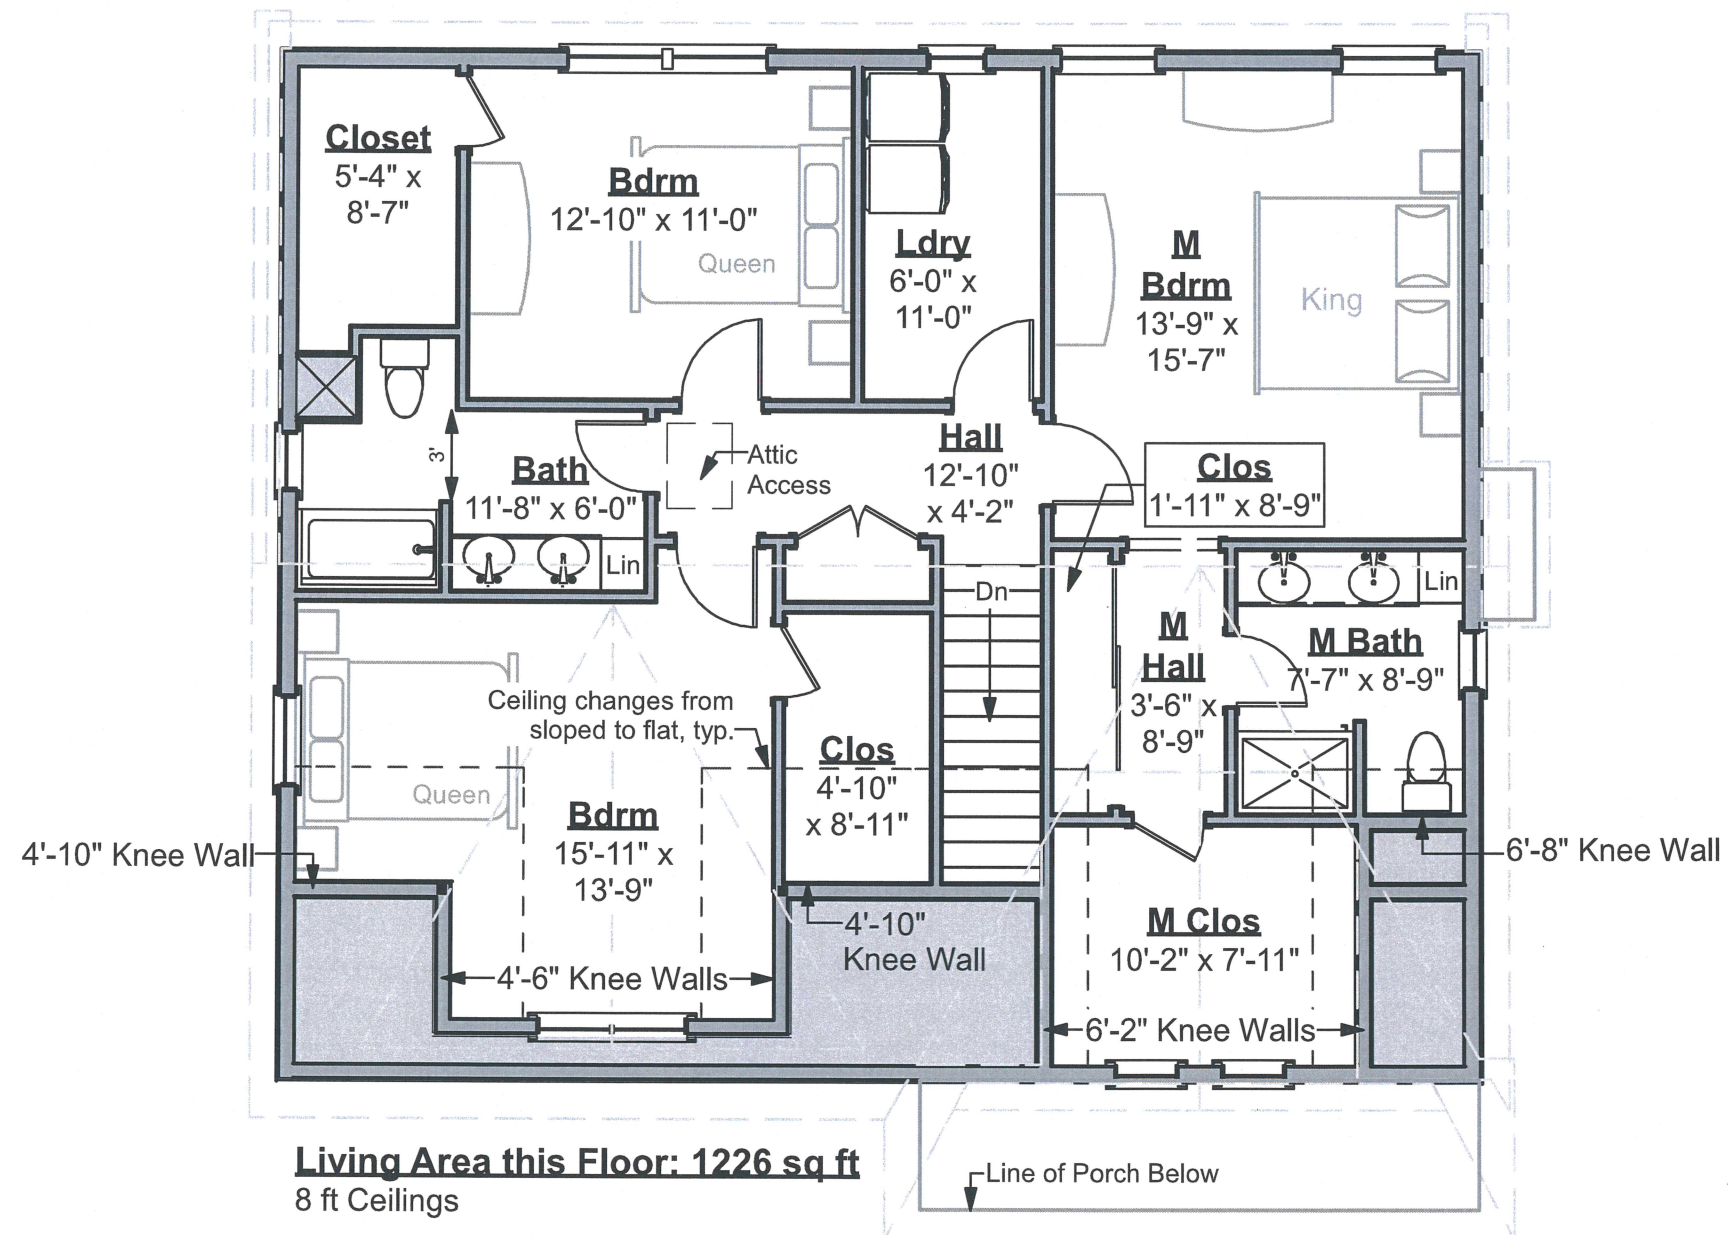 Closet
5'-4" x
8'-7"
Bdrm
12'-10" x 11'-0"
Queen
Ldry
6'-0" x
11'-0"
M
Bdrm
13'-9" x
15'-7"
King
3'
Bath
11'-8" x 6'-0"
Lin
Attic
Access
Hall
12'-10"
x 4'-2"
Clos
1'-11" x 8'-9"
Dn
Lin
M
Hall
3'-6" x
8'-9"
M Bath
7'-7" x 8'-9"
Ceiling changes from
sloped to flat, typ.
Queen
Bdrm
15'-11" x
13'-9"
Clos
4'-10"
x 8'-11"
4'-10" Knee Wall
6'-8" Knee Wall
4'-10"
Knee Wall
M Clos
10'-2" x 7'-11"
4'-6" Knee Walls
6'-2" Knee Walls
Living Area this Floor: 1226 sq ft
8 ft Ceilings
Line of Porch Below